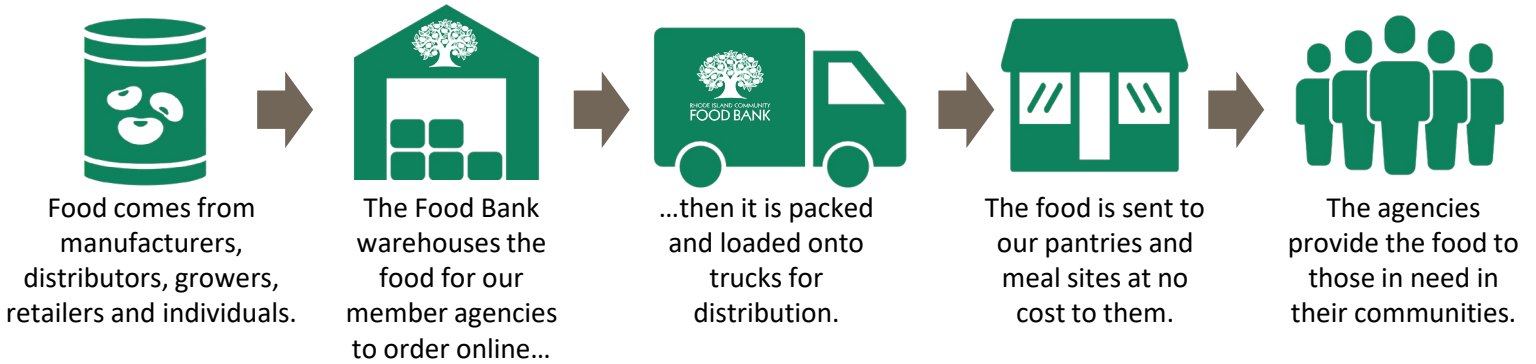 RHODE ISLAND COMMUNITY
FOOD BANK
Food comes from
manufacturers,
distributors, growers,
retailers and individuals.
The Food Bank
warehouses the
food for our
member agencies
to order online…
…then it is packed
and loaded onto
trucks for
distribution.
The food is sent to
our pantries and
meal sites at no
cost to them.
The agencies
provide the food to
those in need in
their communities.